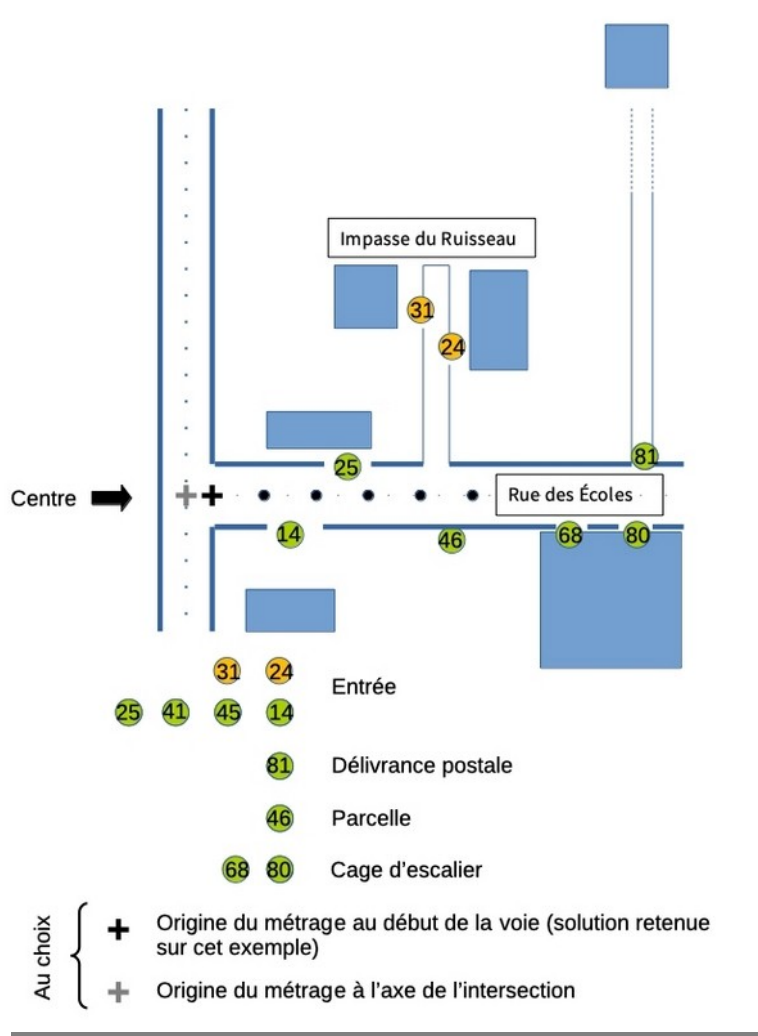 Impasse du Ruisseau
31
24
25
81
Centre
Rue des Écoles
14
46
68
80
31 24
Entrée
25 41 45 14
81 Délivrance postale
46 Parcelle
68 80 Cage d'escalier
Au choix
Origine du métrage au début de la voie (solution retenue
sur cet exemple)
Origine du métrage à l'axe de l'intersection